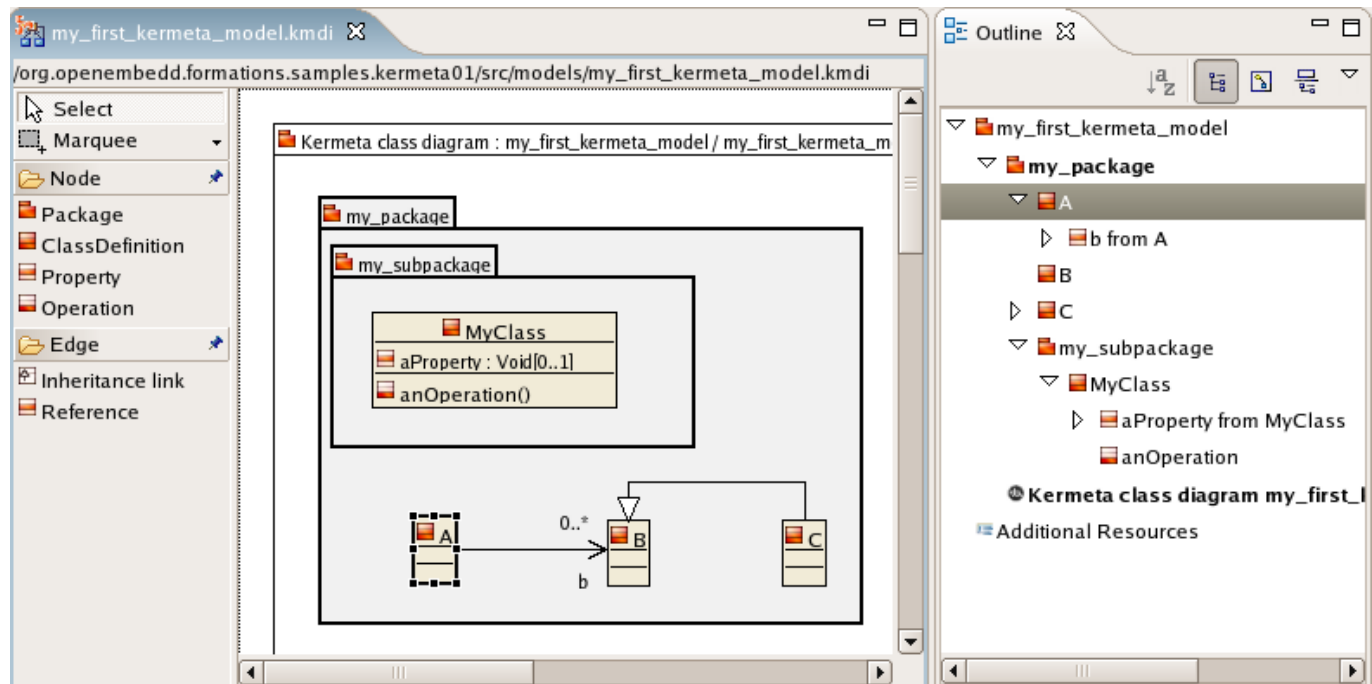 my_first_kermeta_model.kmdi
/org.openembedd.formations.samples.kermeta01/src/models/my_first_kermeta_model.kmdi
Select
Marquee
Node
Package
ClassDefinition
Property
Operation
Edge
Inheritance link
Reference
Kermeta class diagram : my_first_kermeta_model / my_first_kermeta_m
my_package
my_subpackage
MyClass
aProperty : Void[0..1]
anOperation()
A
0..*
b
B
C
Outline
my_first_kermeta_model
my_package
A
b from A
B
C
my_subpackage
MyClass
aProperty from MyClass
anOperation
Kermeta class diagram my_first_
Additional Resources